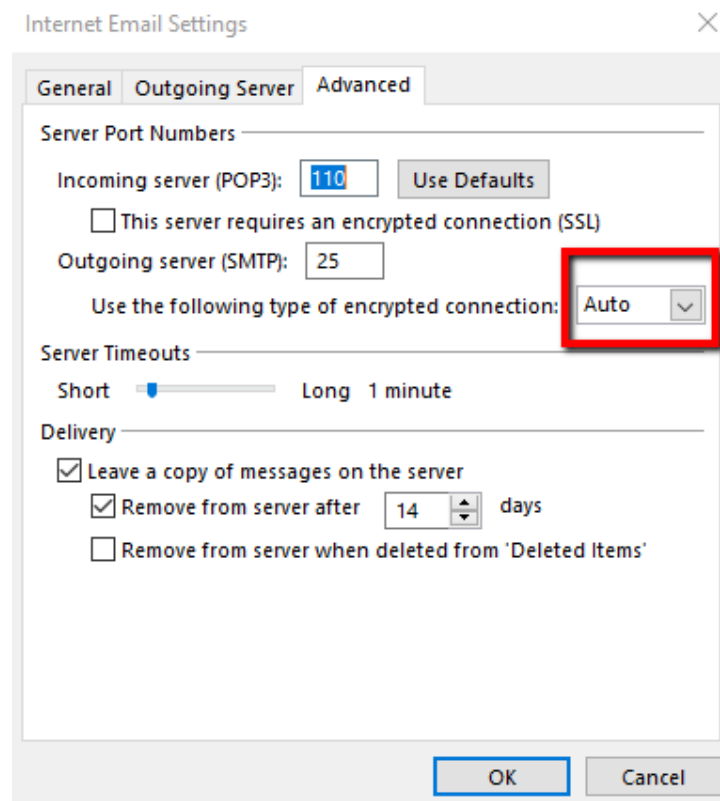 Internet Email Settings
General Outgoing Server Advanced
Server Port Numbers
Incoming server (POP3): 110 Use Defaults
This server requires an encrypted connection (SSL)
Outgoing server (SMTP): 25
Use the following type of encrypted connection: Auto
Server Timeouts
Short Long 1 minute
Delivery
Leave a copy of messages on the server
Remove from server after 14 days
Remove from server when deleted from 'Deleted Items'
OK Cancel